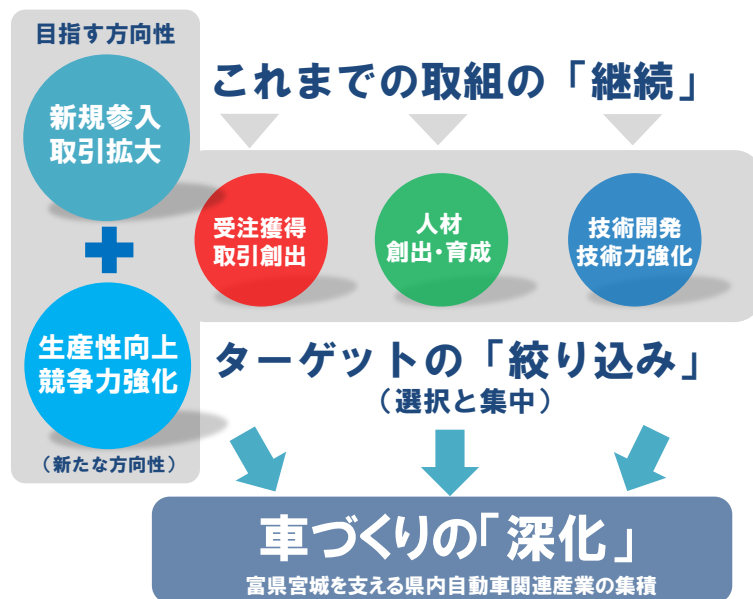 目指す方向性
新規参入
取引拡大
生産性向上
競争力強化
（新たな方向性）
これまでの取組の「継続」
受注獲得
取引創出
人材
創出・育成
技術開発
技術力強化
ターゲットの「絞り込み」
（選択と集中）
車づくりの「深化」
富県宮城を支える県内自動車関連産業の集積